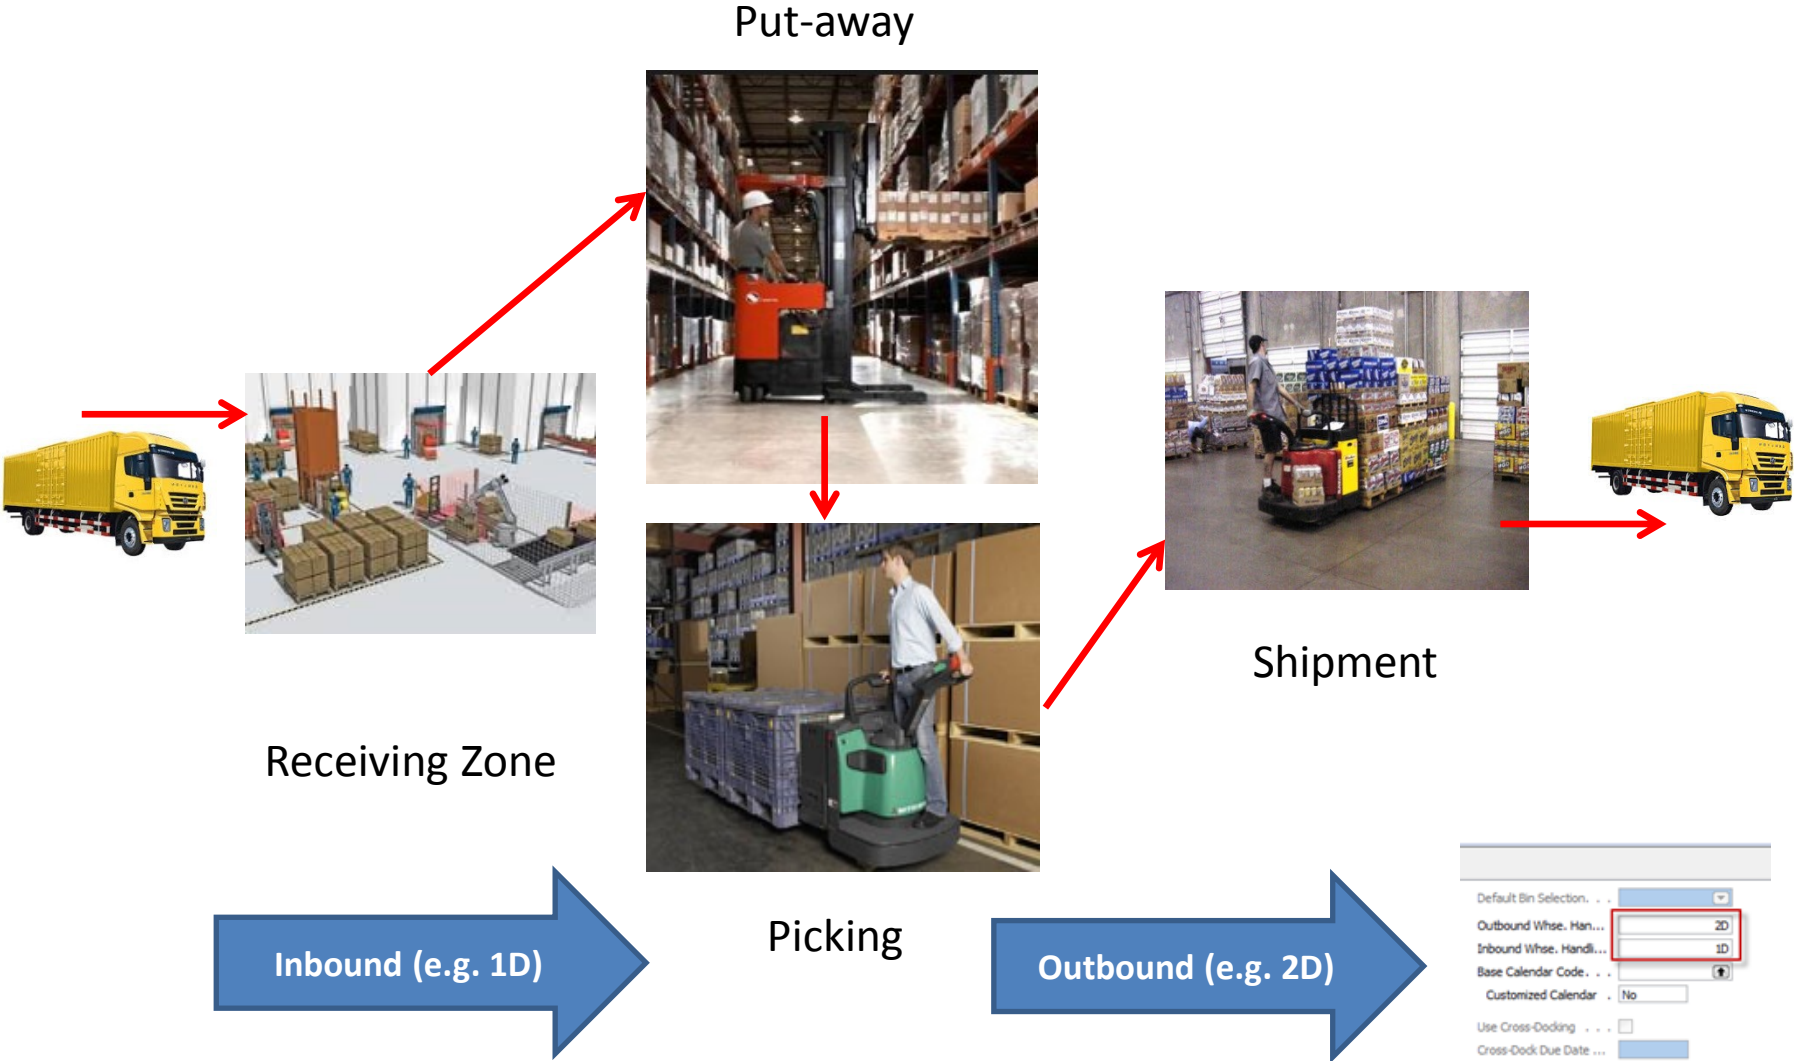 Put-away
Shipment
Receiving Zone
Picking
Inbound (e.g. 1D)
Outbound (e.g. 2D)
Default Bin Selection. . .
Outbound Whse. Han... 2D
Inbound Whse. Handli... 1D
Base Calendar Code. . .
Customized Calendar . No
Use Cross-Docking . . . .
Cross-Dock Due Date ...